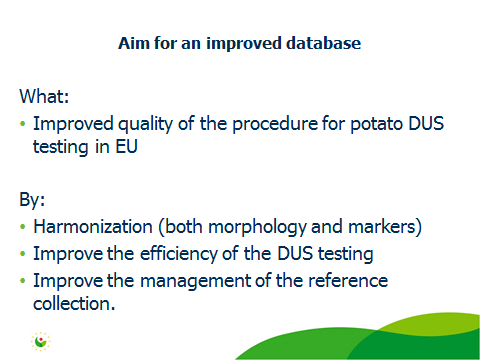 Aim for an improved database
What:
• Improved quality of the procedure for potato DUS
testing in EU
By:
• Harmonization (both morphology and markers)
• Improve the efficiency of the DUS testing
• Improve the management of the reference
collection.